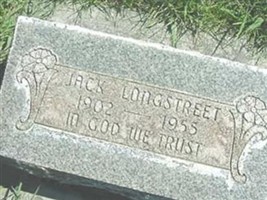 JACK LONGSTREET
1902 — 1955
IN GOD WE TRUST